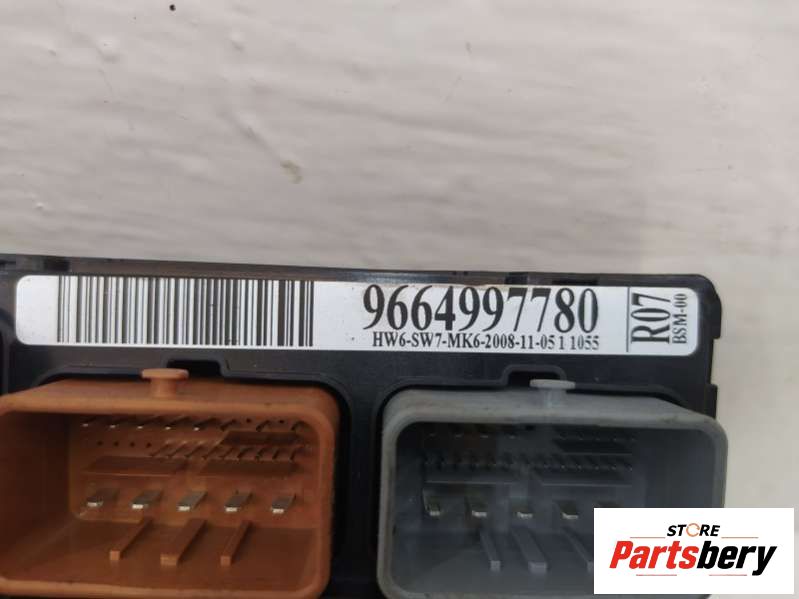 9664997780
HW6-SW7-MK6-2008-11-05 1 1055
R07
BSM-00
STORE
Partsbery